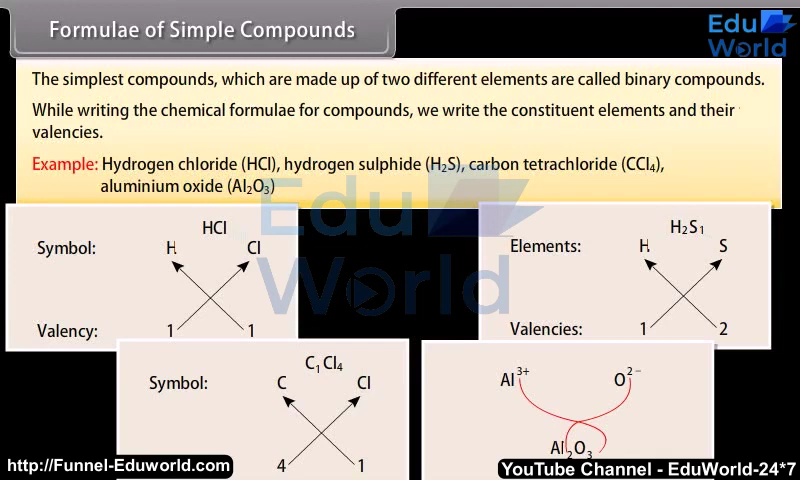 Formulae of Simple Compounds
Edu
World
The simplest compounds, which are made up of two different elements are called binary compounds.
While writing the chemical formulae for compounds, we write the constituent elements and their
valencies.
Example: Hydrogen chloride (HCl), hydrogen sulphide (H₂S), carbon tetrachloride (CCl₄),
aluminium oxide (Al₂O₃)
Edu
World
HCl
Symbol: H Cl
Valency: 1 1
H₂S₁
Elements: H S
Valencies: 1 2
C₁Cl₄
Symbol: C Cl
4 1
Al³⁺ O²⁻
Al₂O₃
http://Funnel-Eduworld.com
YouTube Channel - EduWorld-24*7